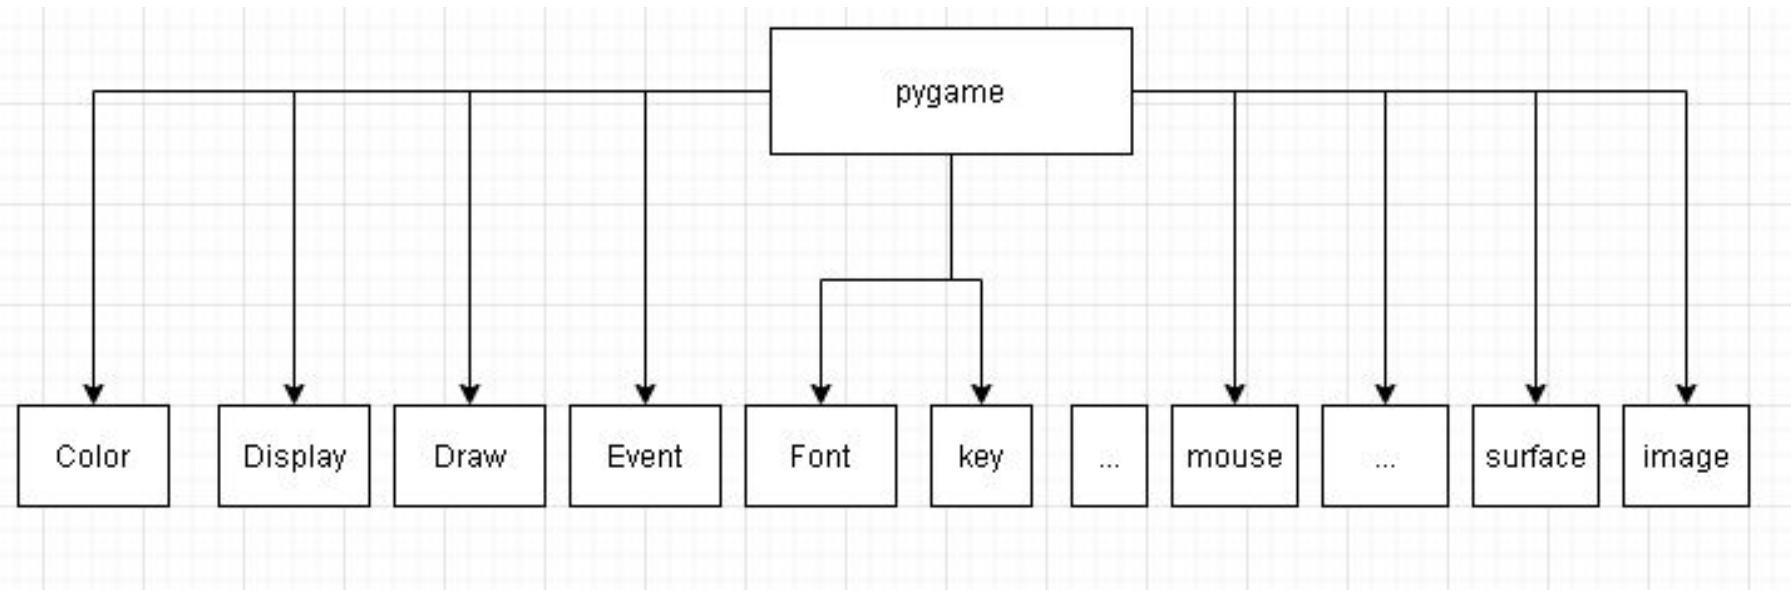 pygame
Color
Display
Draw
Event
Font
key
...
mouse
...
surface
image